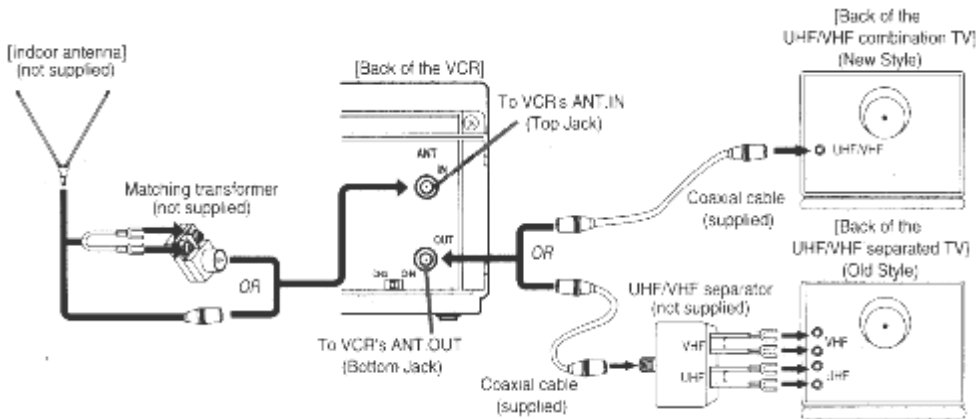 [indoor antenna]
(not supplied)
Matching transformer
(not supplied)
OR
[Back of the VCR]
To VCR's ANT.IN
(Top Jack)
ANT
IN
OUT
CH3 CH4
To VCR's ANT.OUT
(Bottom Jack)
OR
Coaxial cable
(supplied)
[Back of the
UHF/VHF combination TV]
(New Style)
UHF/VHF
Coaxial cable
(supplied)
UHF/VHF separator
(not supplied)
VHF
UHF
[Back of the
UHF/VHF separated TV]
(Old Style)
VHF
UHF